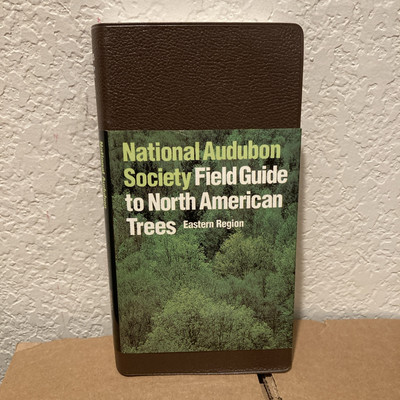 National Audubon
Society Field Guide
to North American
Trees Eastern Region